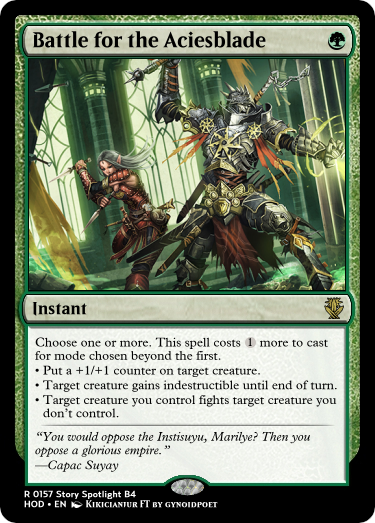 Battle for the Aciesblade
Instant
Choose one or more. This spell costs 1 more to cast
for mode chosen beyond the first.
• Put a +1/+1 counter on target creature.
• Target creature gains indestructible until end of turn.
• Target creature you control fights target creature you
don't control.
“You would oppose the Instisuyu, Marilye? Then you
oppose a glorious empire.”
—Capac Suyay
R 0157 Story Spotlight B4
HOD • EN Kikicianjur FT by gynoidpoet